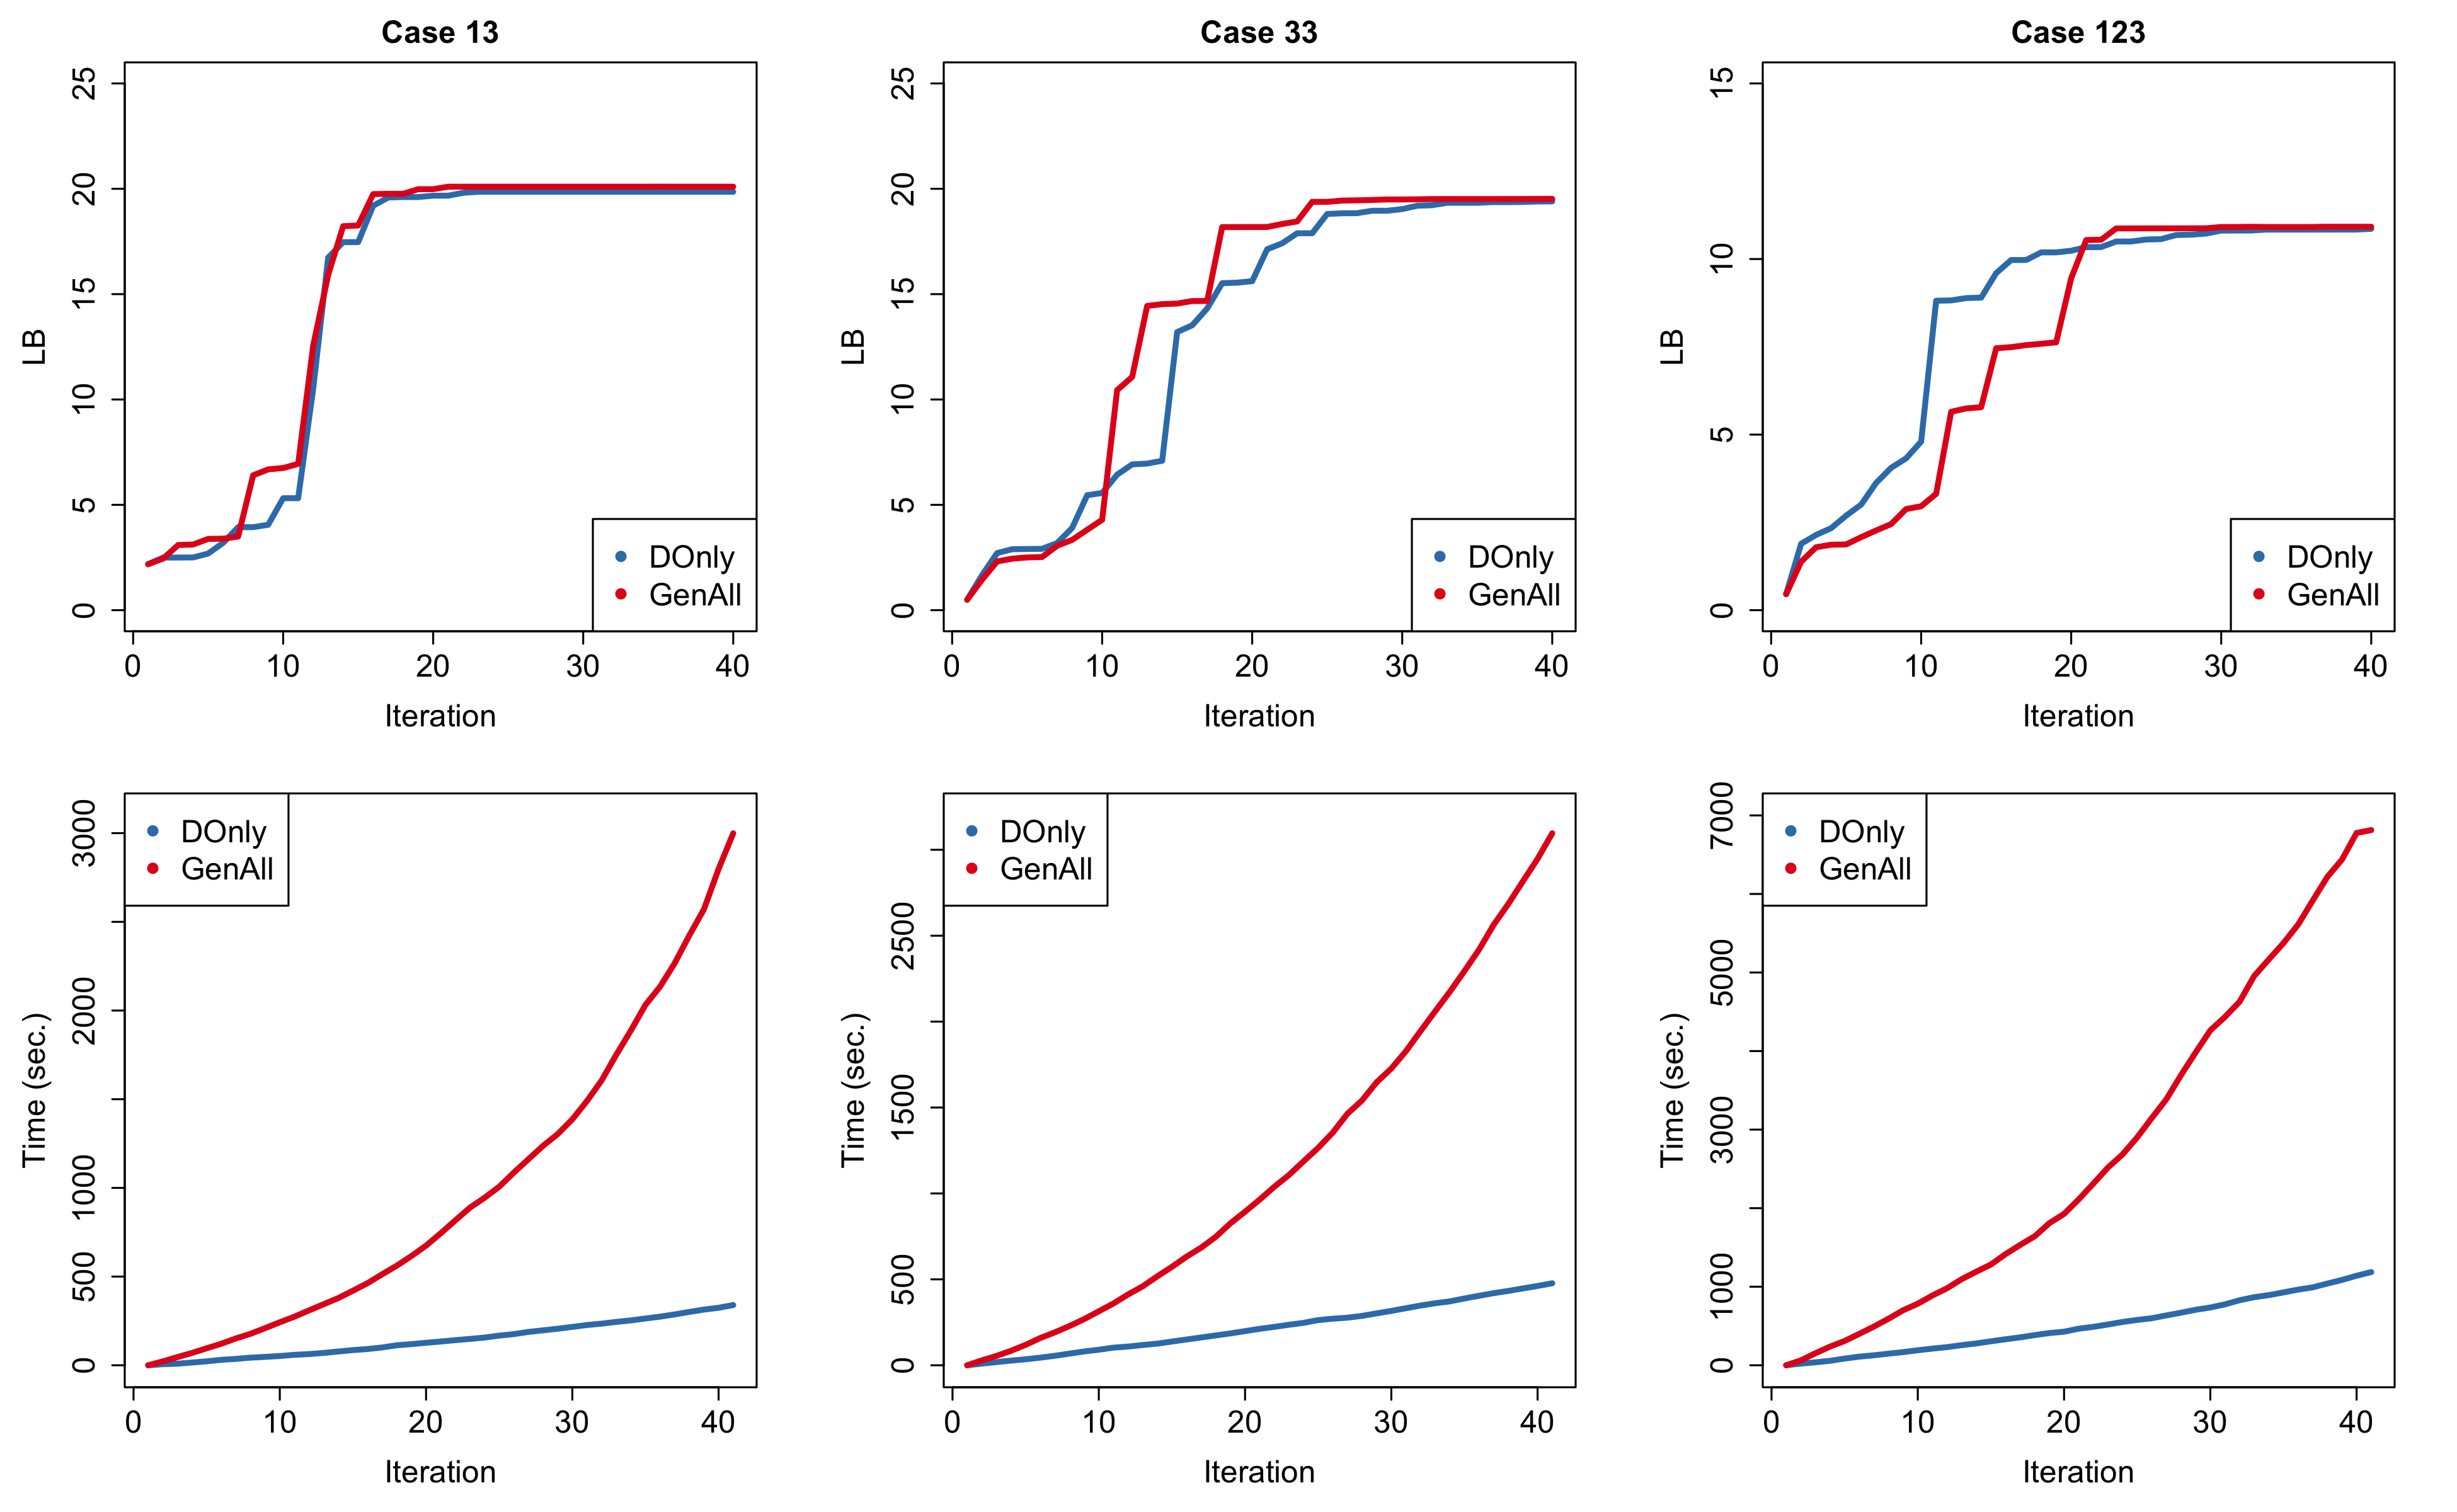 Case 13
25
20
15
10
5
0
LB
0 10 20 30 40
Iteration
DOnly
GenAll
Case 33
25
20
15
10
5
0
LB
0 10 20 30 40
Iteration
DOnly
GenAll
Case 123
15
10
5
0
LB
0 10 20 30 40
Iteration
DOnly
GenAll
3000
2000
1000
500
0
Time (sec.)
0 10 20 30 40
Iteration
DOnly
GenAll
2500
1500
500
0
Time (sec.)
0 10 20 30 40
Iteration
DOnly
GenAll
7000
5000
3000
1000
0
Time (sec.)
0 10 20 30 40
Iteration
DOnly
GenAll